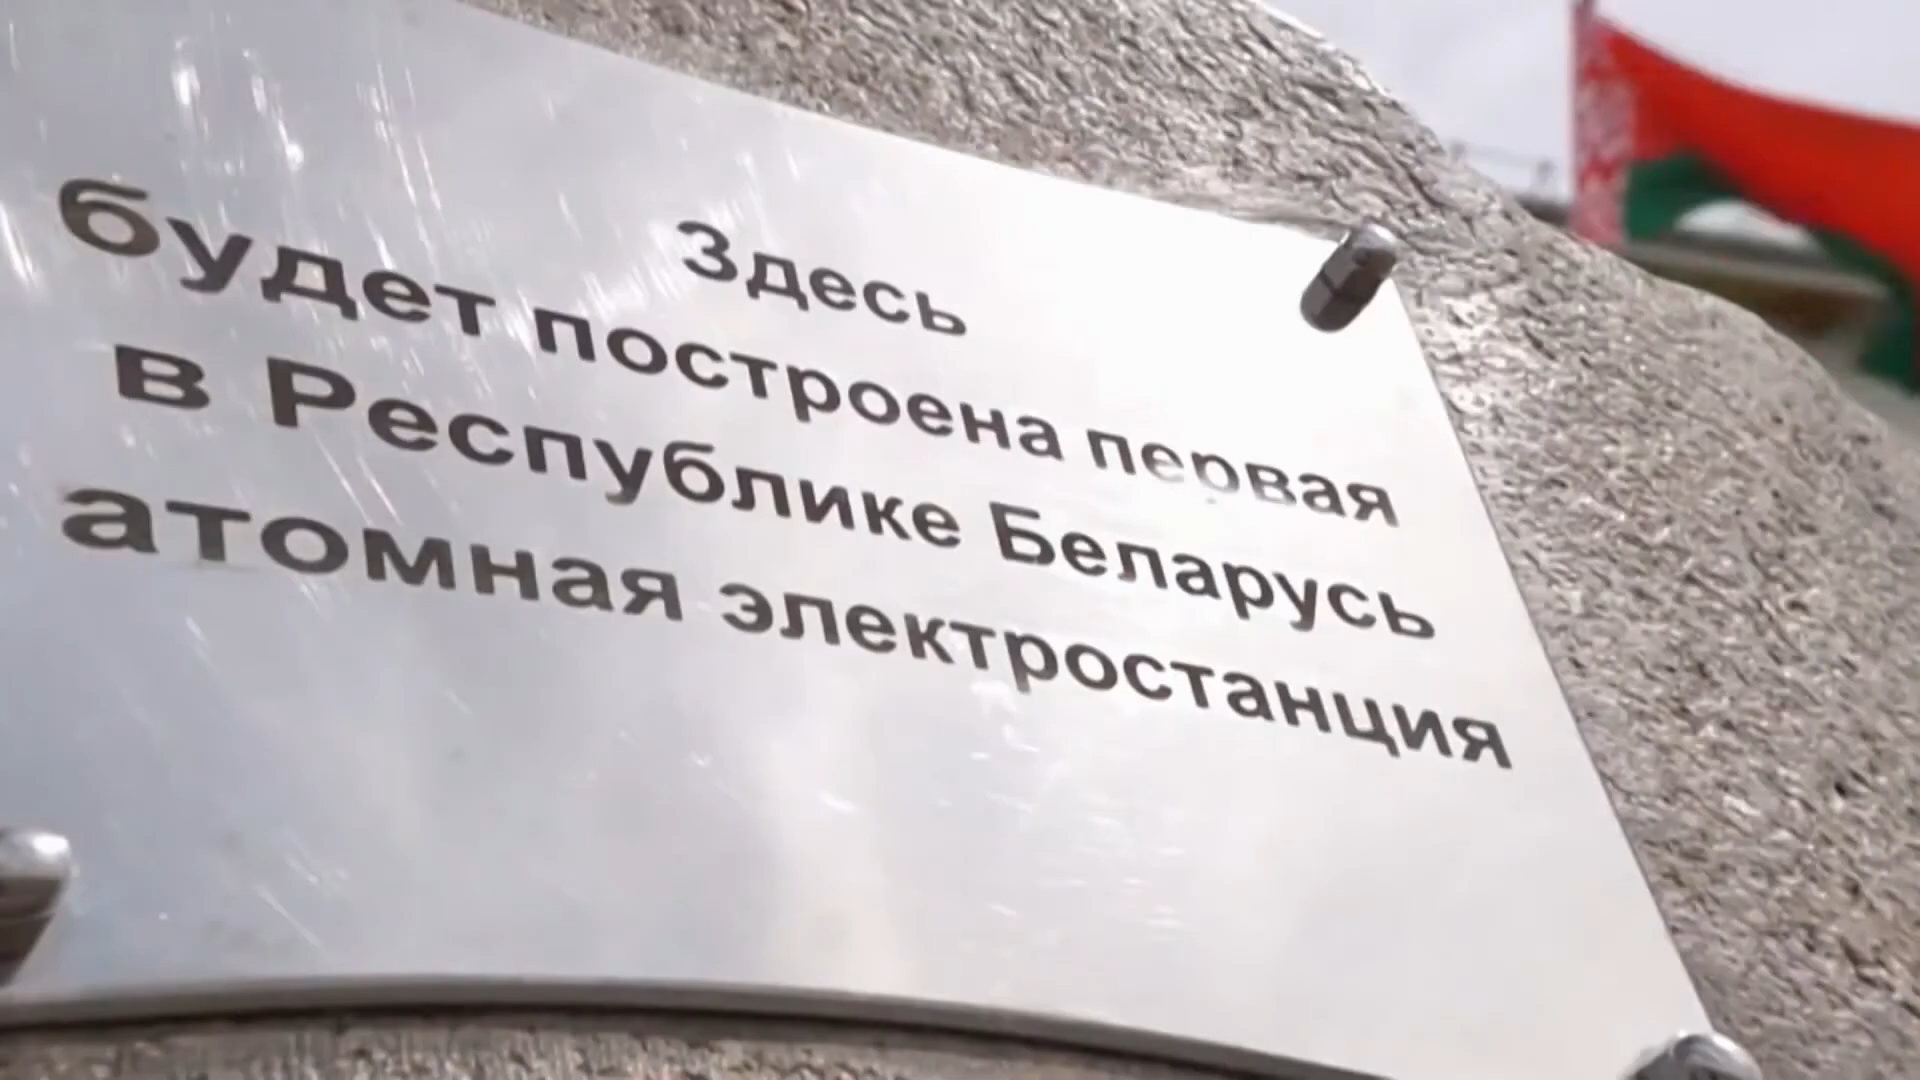 Здесь
будет построена первая
в Республике Беларусь
атомная электростанция